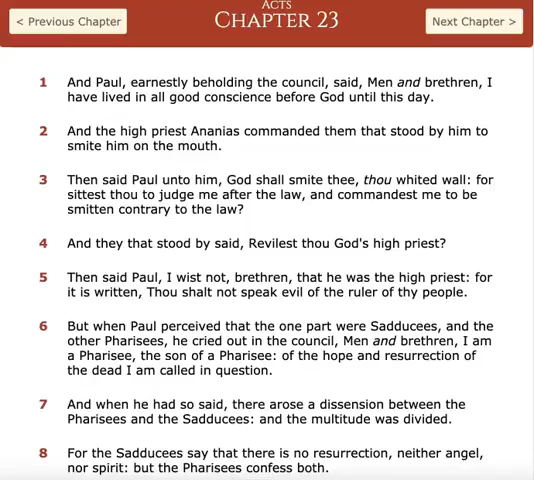 ACTS
< Previous Chapter
CHAPTER 23
Next Chapter >
1 And Paul, earnestly beholding the council, said, Men and brethren, I
have lived in all good conscience before God until this day.
2 And the high priest Ananias commanded them that stood by him to
smite him on the mouth.
3 Then said Paul unto him, God shall smite thee, thou whited wall: for
sittest thou to judge me after the law, and commandest me to be
smitten contrary to the law?
4 And they that stood by said, Revilest thou God's high priest?
5 Then said Paul, I wist not, brethren, that he was the high priest: for
it is written, Thou shalt not speak evil of the ruler of thy people.
6 But when Paul perceived that the one part were Sadducees, and the
other Pharisees, he cried out in the council, Men and brethren, I am
a Pharisee, the son of a Pharisee: of the hope and resurrection of
the dead I am called in question.
7 And when he had so said, there arose a dissension between the
Pharisees and the Sadducees: and the multitude was divided.
8 For the Sadducees say that there is no resurrection, neither angel,
nor spirit: but the Pharisees confess both.